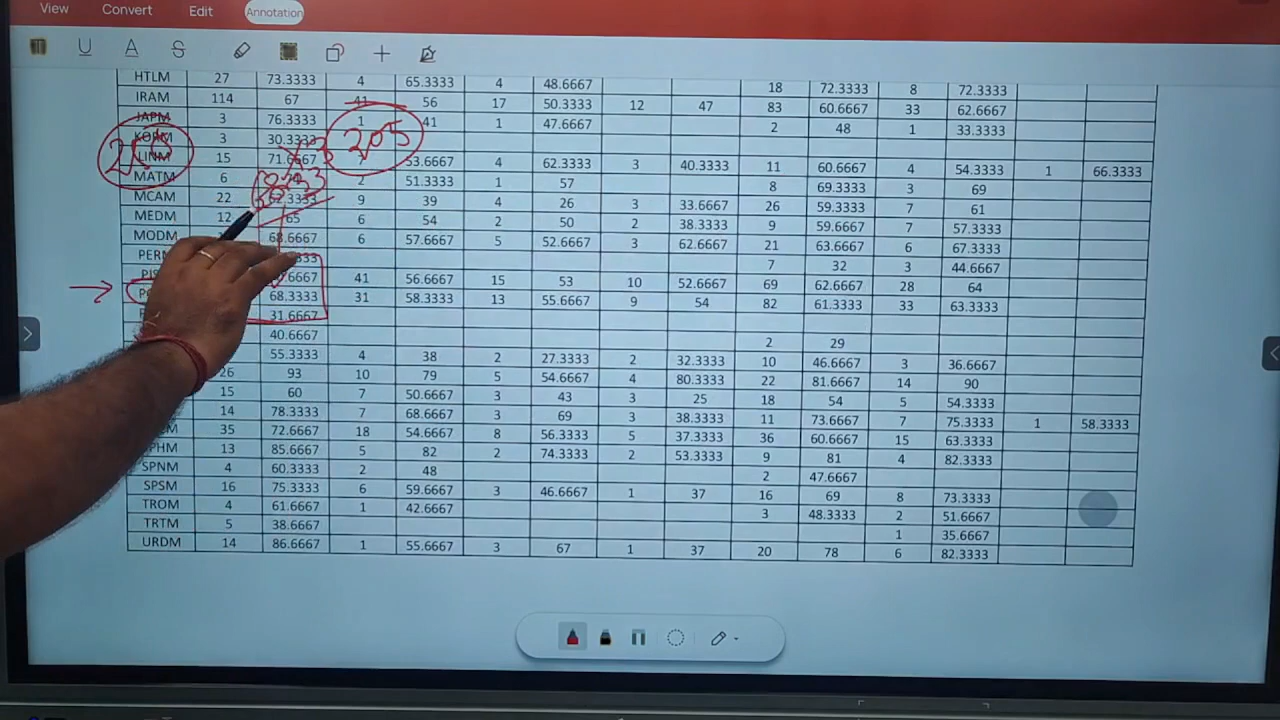 View Convert Edit Annotation
U A S
HTLM 27 73.3333 4 65.3333 4 48.6667 18 72.3333 8 72.3333
IRAM 114 67 41 56 17 50.3333 12 47 83 60.6667 33 62.6667
JAPM 3 76.3333 1 41 1 47.6667 2 48 1 33.3333
KORM 3 30.3333
205
LINM 15 71.6667 53.6667 4 62.3333 3 40.3333 11 60.6667 4 54.3333 1 66.3333
MATM 6 2 51.3333 1 57 8 69.3333 3 69
MCAM 22 62.3333 9 39 4 26 3 33.6667 26 59.3333 7 61
MEDM 12 65 6 54 2 50 2 38.3333 9 59.6667 7 57.3333
MODM 68.6667 6 57.6667 5 52.6667 3 62.6667 21 63.6667 6 67.3333
PERM 7 32 3 44.6667
41 56.6667 15 53 10 52.6667 69 62.6667 28 64
68.3333 31 58.3333 13 55.6667 9 54 82 61.3333 33 63.3333
31.6667
40.6667 2 29
55.3333 4 38 2 27.3333 2 32.3333 10 46.6667 3 36.6667
26 93 10 79 5 54.6667 4 80.3333 22 81.6667 14 90
15 60 7 50.6667 3 43 3 25 18 54 5 54.3333
14 78.3333 7 68.6667 3 69 3 38.3333 11 73.6667 7 75.3333 1 58.3333
35 72.6667 18 54.6667 8 56.3333 5 37.3333 36 60.6667 15 63.3333
13 85.6667 5 82 2 74.3333 2 53.3333 9 81 4 82.3333
SPNM 4 60.3333 2 48 2 47.6667
SPSM 16 75.3333 6 59.6667 3 46.6667 1 37 16 69 8 73.3333
TROM 4 61.6667 1 42.6667 3 48.3333 2 51.6667
TRTM 5 38.6667 1 35.6667
URDM 14 86.6667 1 55.6667 3 67 1 37 20 78 6 82.3333